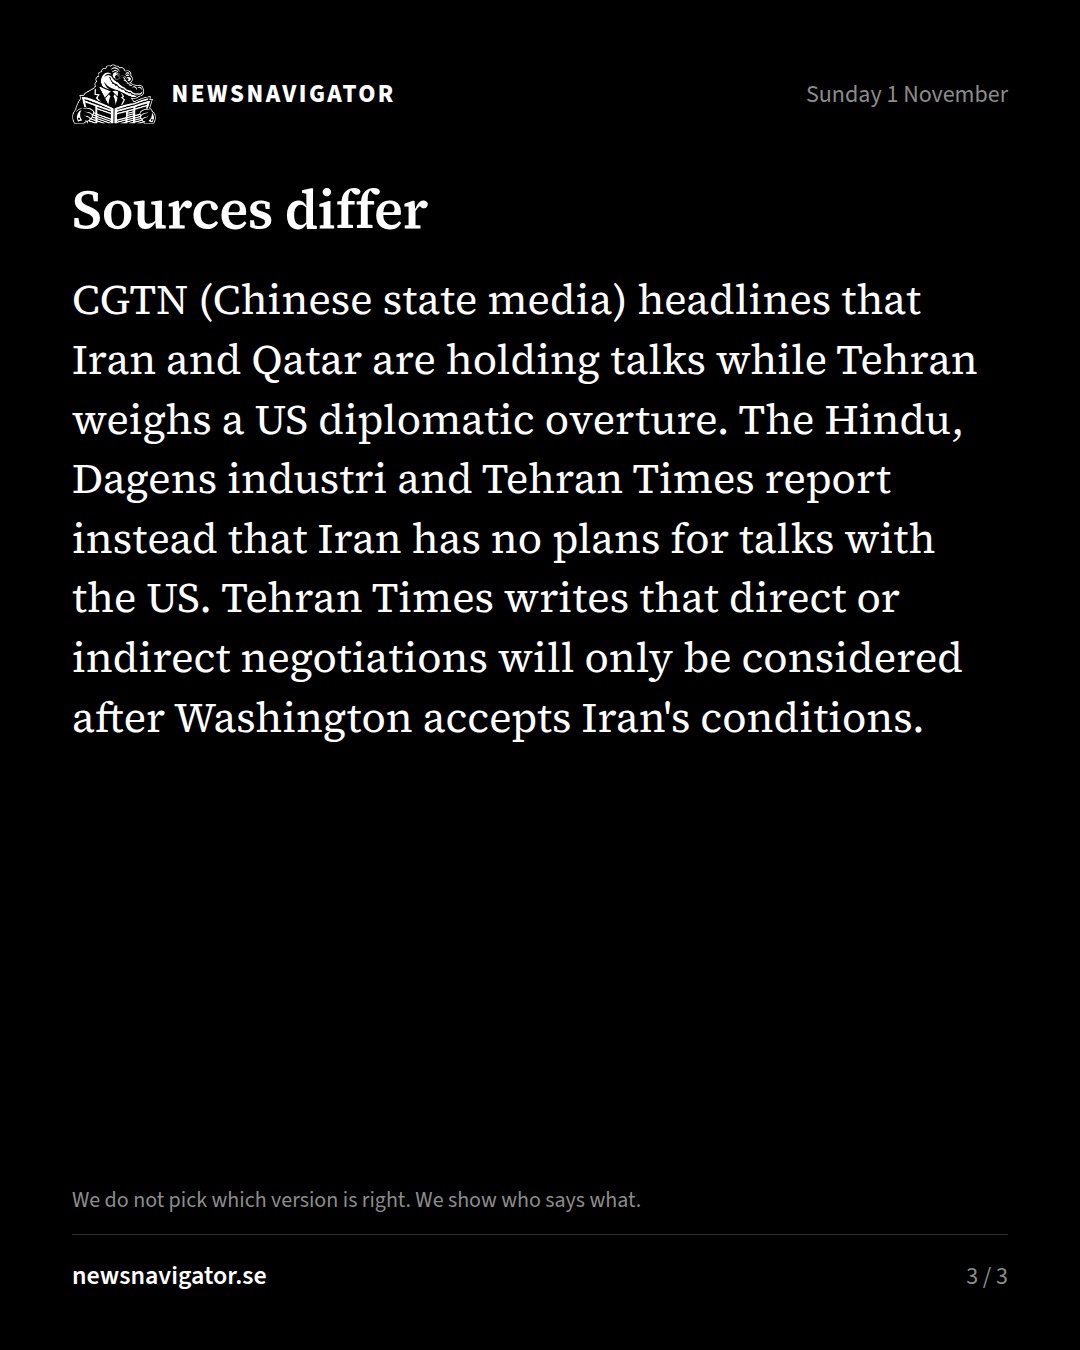 NEWSNAVIGATOR
Sunday 1 November
Sources differ
CGTN (Chinese state media) headlines that
Iran and Qatar are holding talks while Tehran
weighs a US diplomatic overture. The Hindu,
Dagens industri and Tehran Times report
instead that Iran has no plans for talks with
the US. Tehran Times writes that direct or
indirect negotiations will only be considered
after Washington accepts Iran's conditions.
We do not pick which version is right. We show who says what.
newsnavigator.se
3 / 3